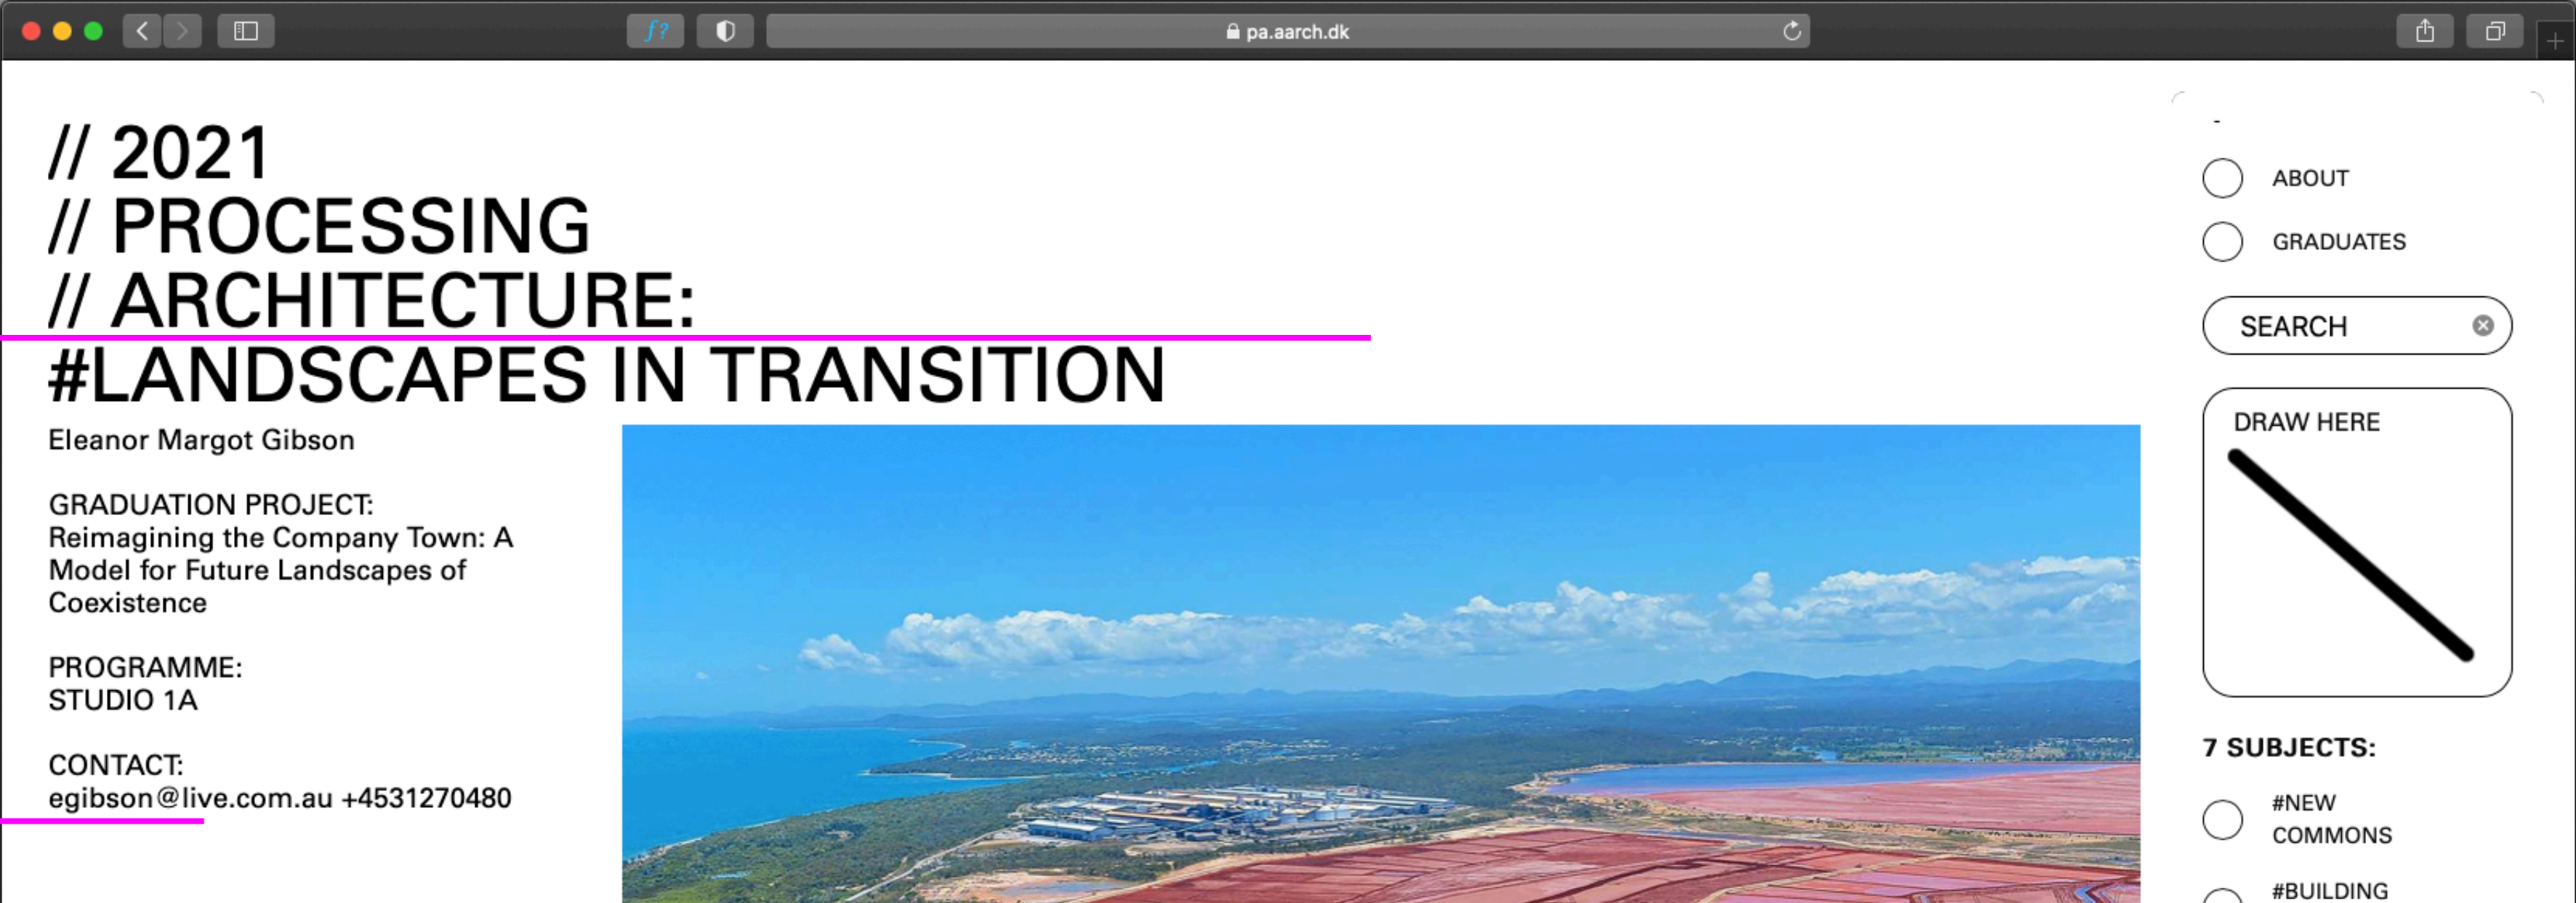 pa.aarch.dk
// 2021
// PROCESSING
// ARCHITECTURE:
#LANDSCAPES IN TRANSITION
Eleanor Margot Gibson
GRADUATION PROJECT:
Reimagining the Company Town: A
Model for Future Landscapes of
Coexistence
PROGRAMME:
STUDIO 1A
CONTACT:
egibson@live.com.au +4531270480
-
ABOUT
GRADUATES
SEARCH
DRAW HERE
7 SUBJECTS:
#NEW
COMMONS
#BUILDING